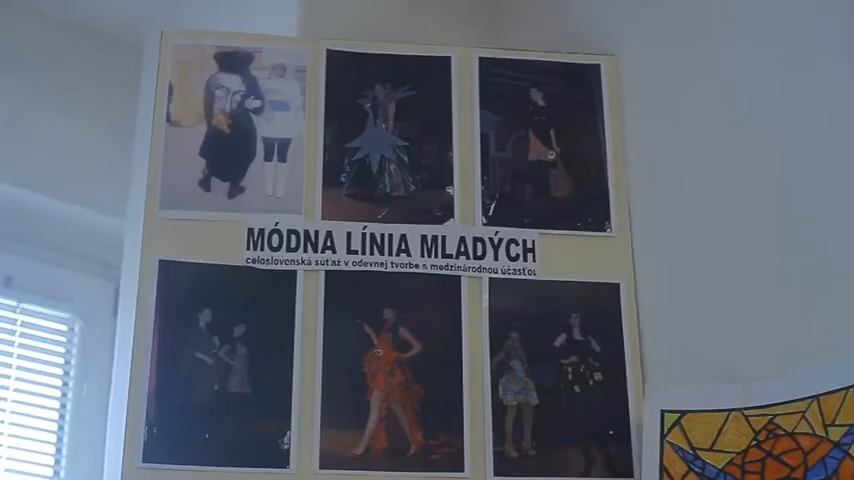 MÓDNA LÍNIA MLADÝCH
celoslovenská súťaž v odevnej tvorbe s medzinárodnou účasťou